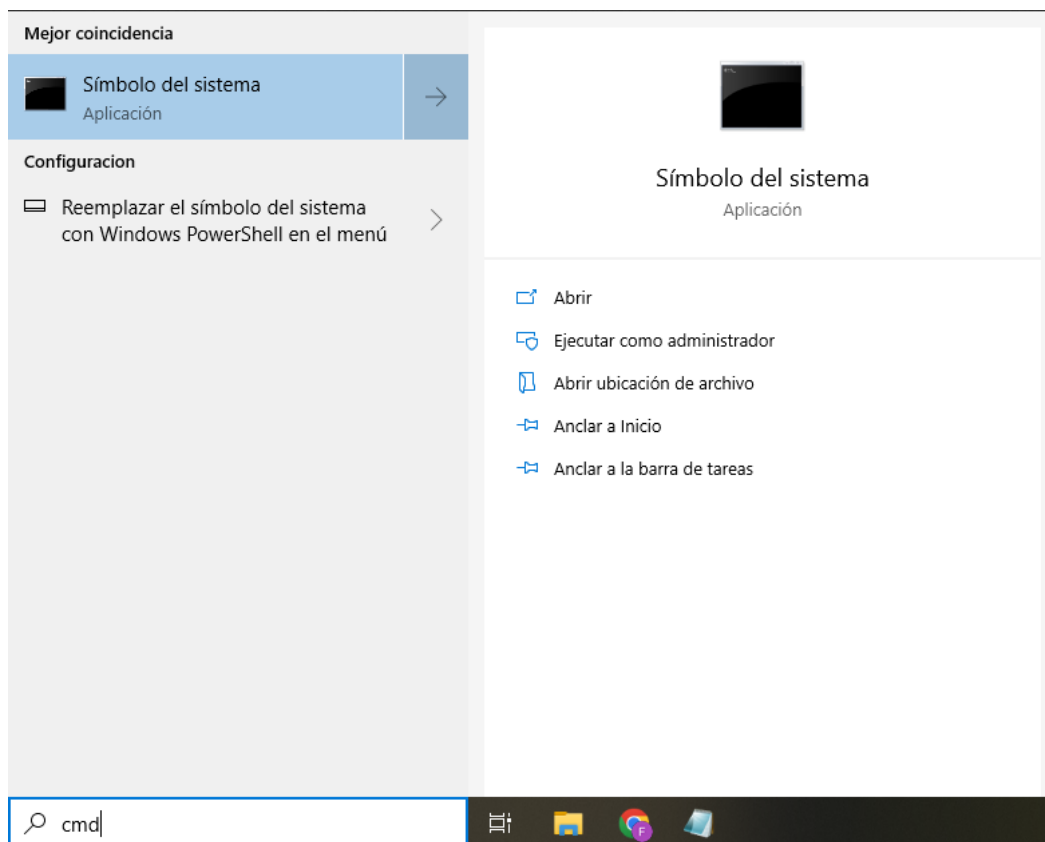 Mejor coincidencia
Símbolo del sistema
Aplicación
Configuracion
Reemplazar el símbolo del sistema
con Windows PowerShell en el menú
Símbolo del sistema
Aplicación
Abrir
Ejecutar como administrador
Abrir ubicación de archivo
Anclar a Inicio
Anclar a la barra de tareas
cmd
F